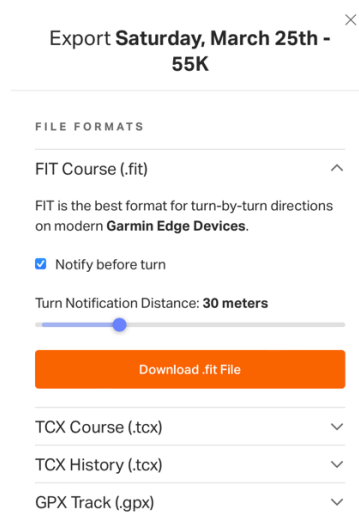 Export Saturday, March 25th -
55K
FILE FORMATS
FIT Course (.fit)
FIT is the best format for turn-by-turn directions
on modern Garmin Edge Devices.
Notify before turn
Turn Notification Distance: 30 meters
Download .fit File
TCX Course (.tcx)
TCX History (.tcx)
GPX Track (.gpx)